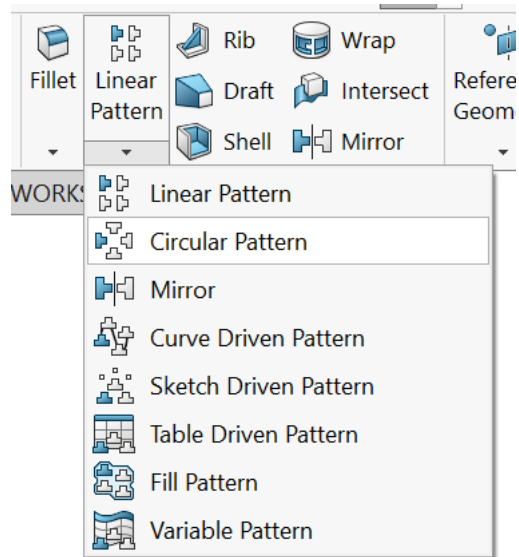 Fillet
Linear
Pattern
Rib
Wrap
Draft
Intersect
Shell
Mirror
Refere
Geom
WORKS
Linear Pattern
Circular Pattern
Mirror
Curve Driven Pattern
Sketch Driven Pattern
Table Driven Pattern
Fill Pattern
Variable Pattern